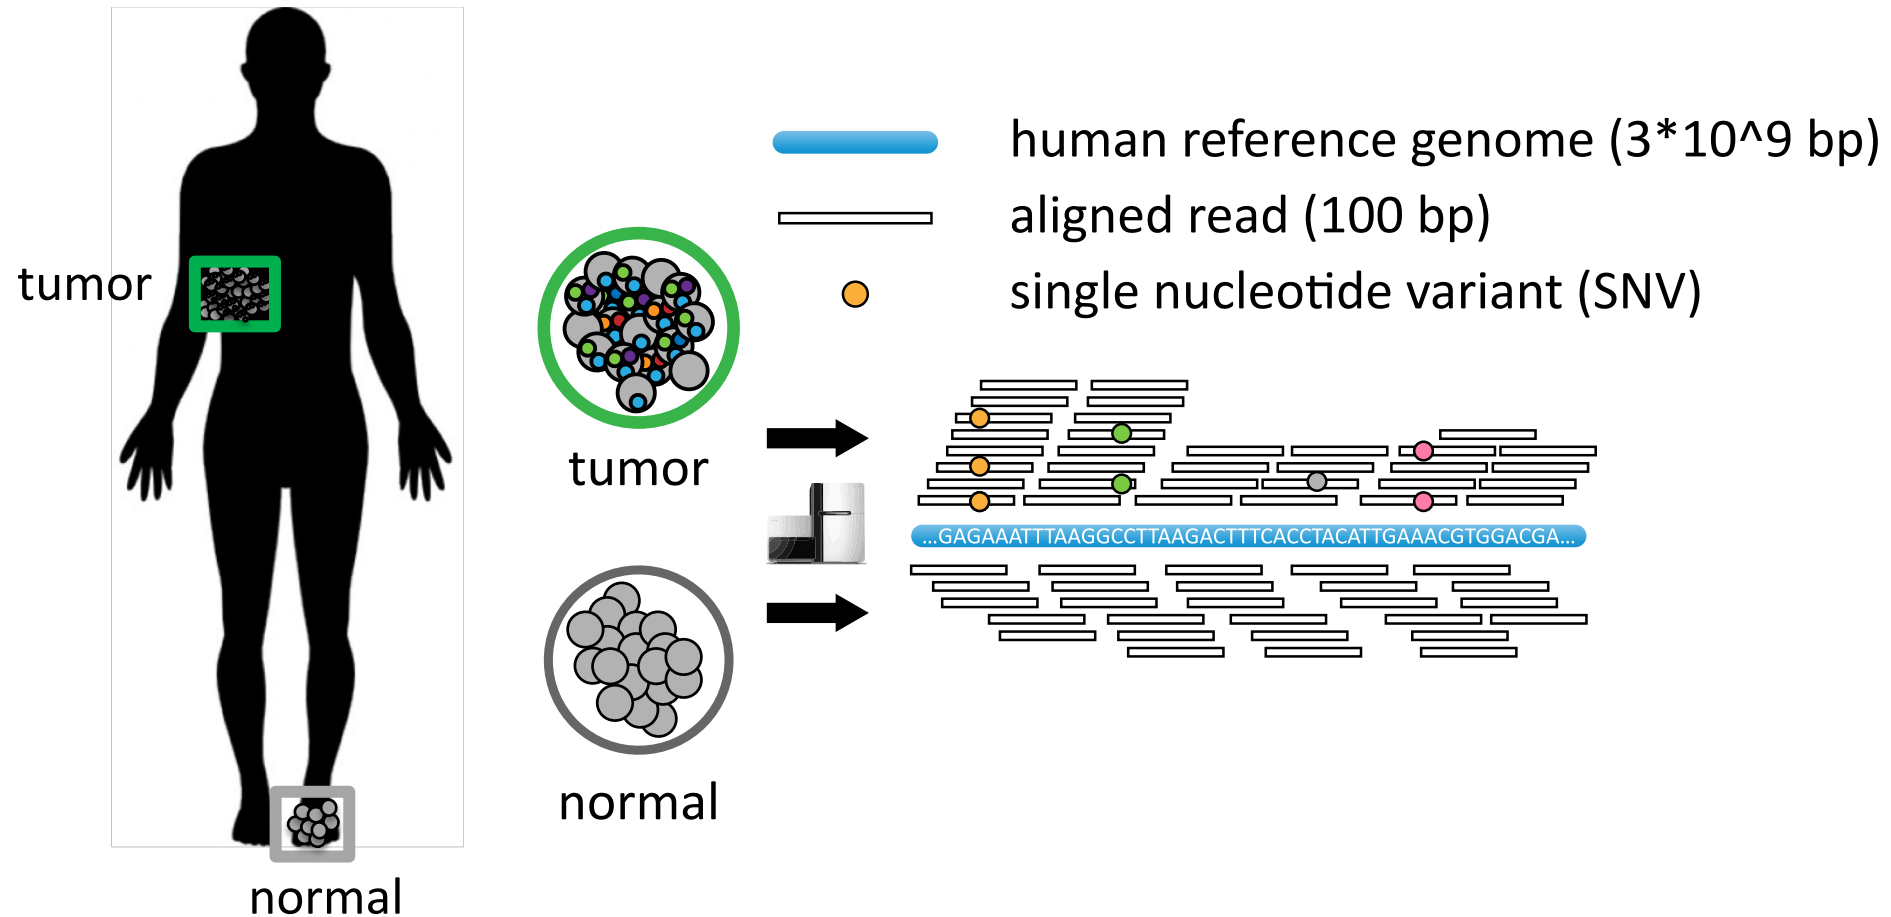 human reference genome (3*10^9 bp)
aligned read (100 bp)
single nucleotide variant (SNV)
tumor
tumor
...GAGAAATTTAAGGCCTTAAGACTTTCACCTACATTGAAACGTGGACGA...
normal
normal